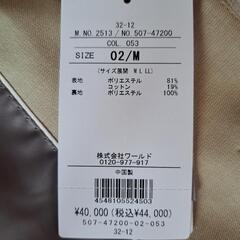 32-12
M.NO.2513/NO.507-47200
COL. 053
SIZE 02/M
(サイズ展開 M L LL)
表地 ポリエステル 81%
コットン 19%
裏地 ポリエステル 100%
株式会社ワールド
0120-977-917
中国製
4548105524503
¥40,000(税込¥44,000)
507-47200-02-053
32-12